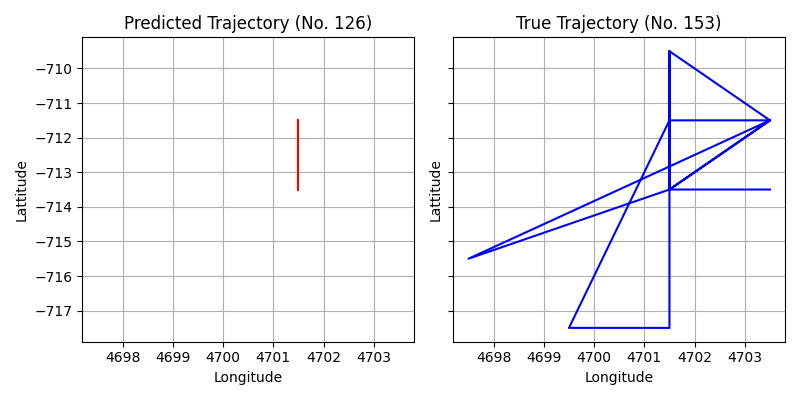 Predicted Trajectory (No. 126)
True Trajectory (No. 153)
−710
−711
−712
−713
−714
−715
−716
−717
Lattitude
Lattitude
4698 4699 4700 4701 4702 4703
4698 4699 4700 4701 4702 4703
Longitude
Longitude